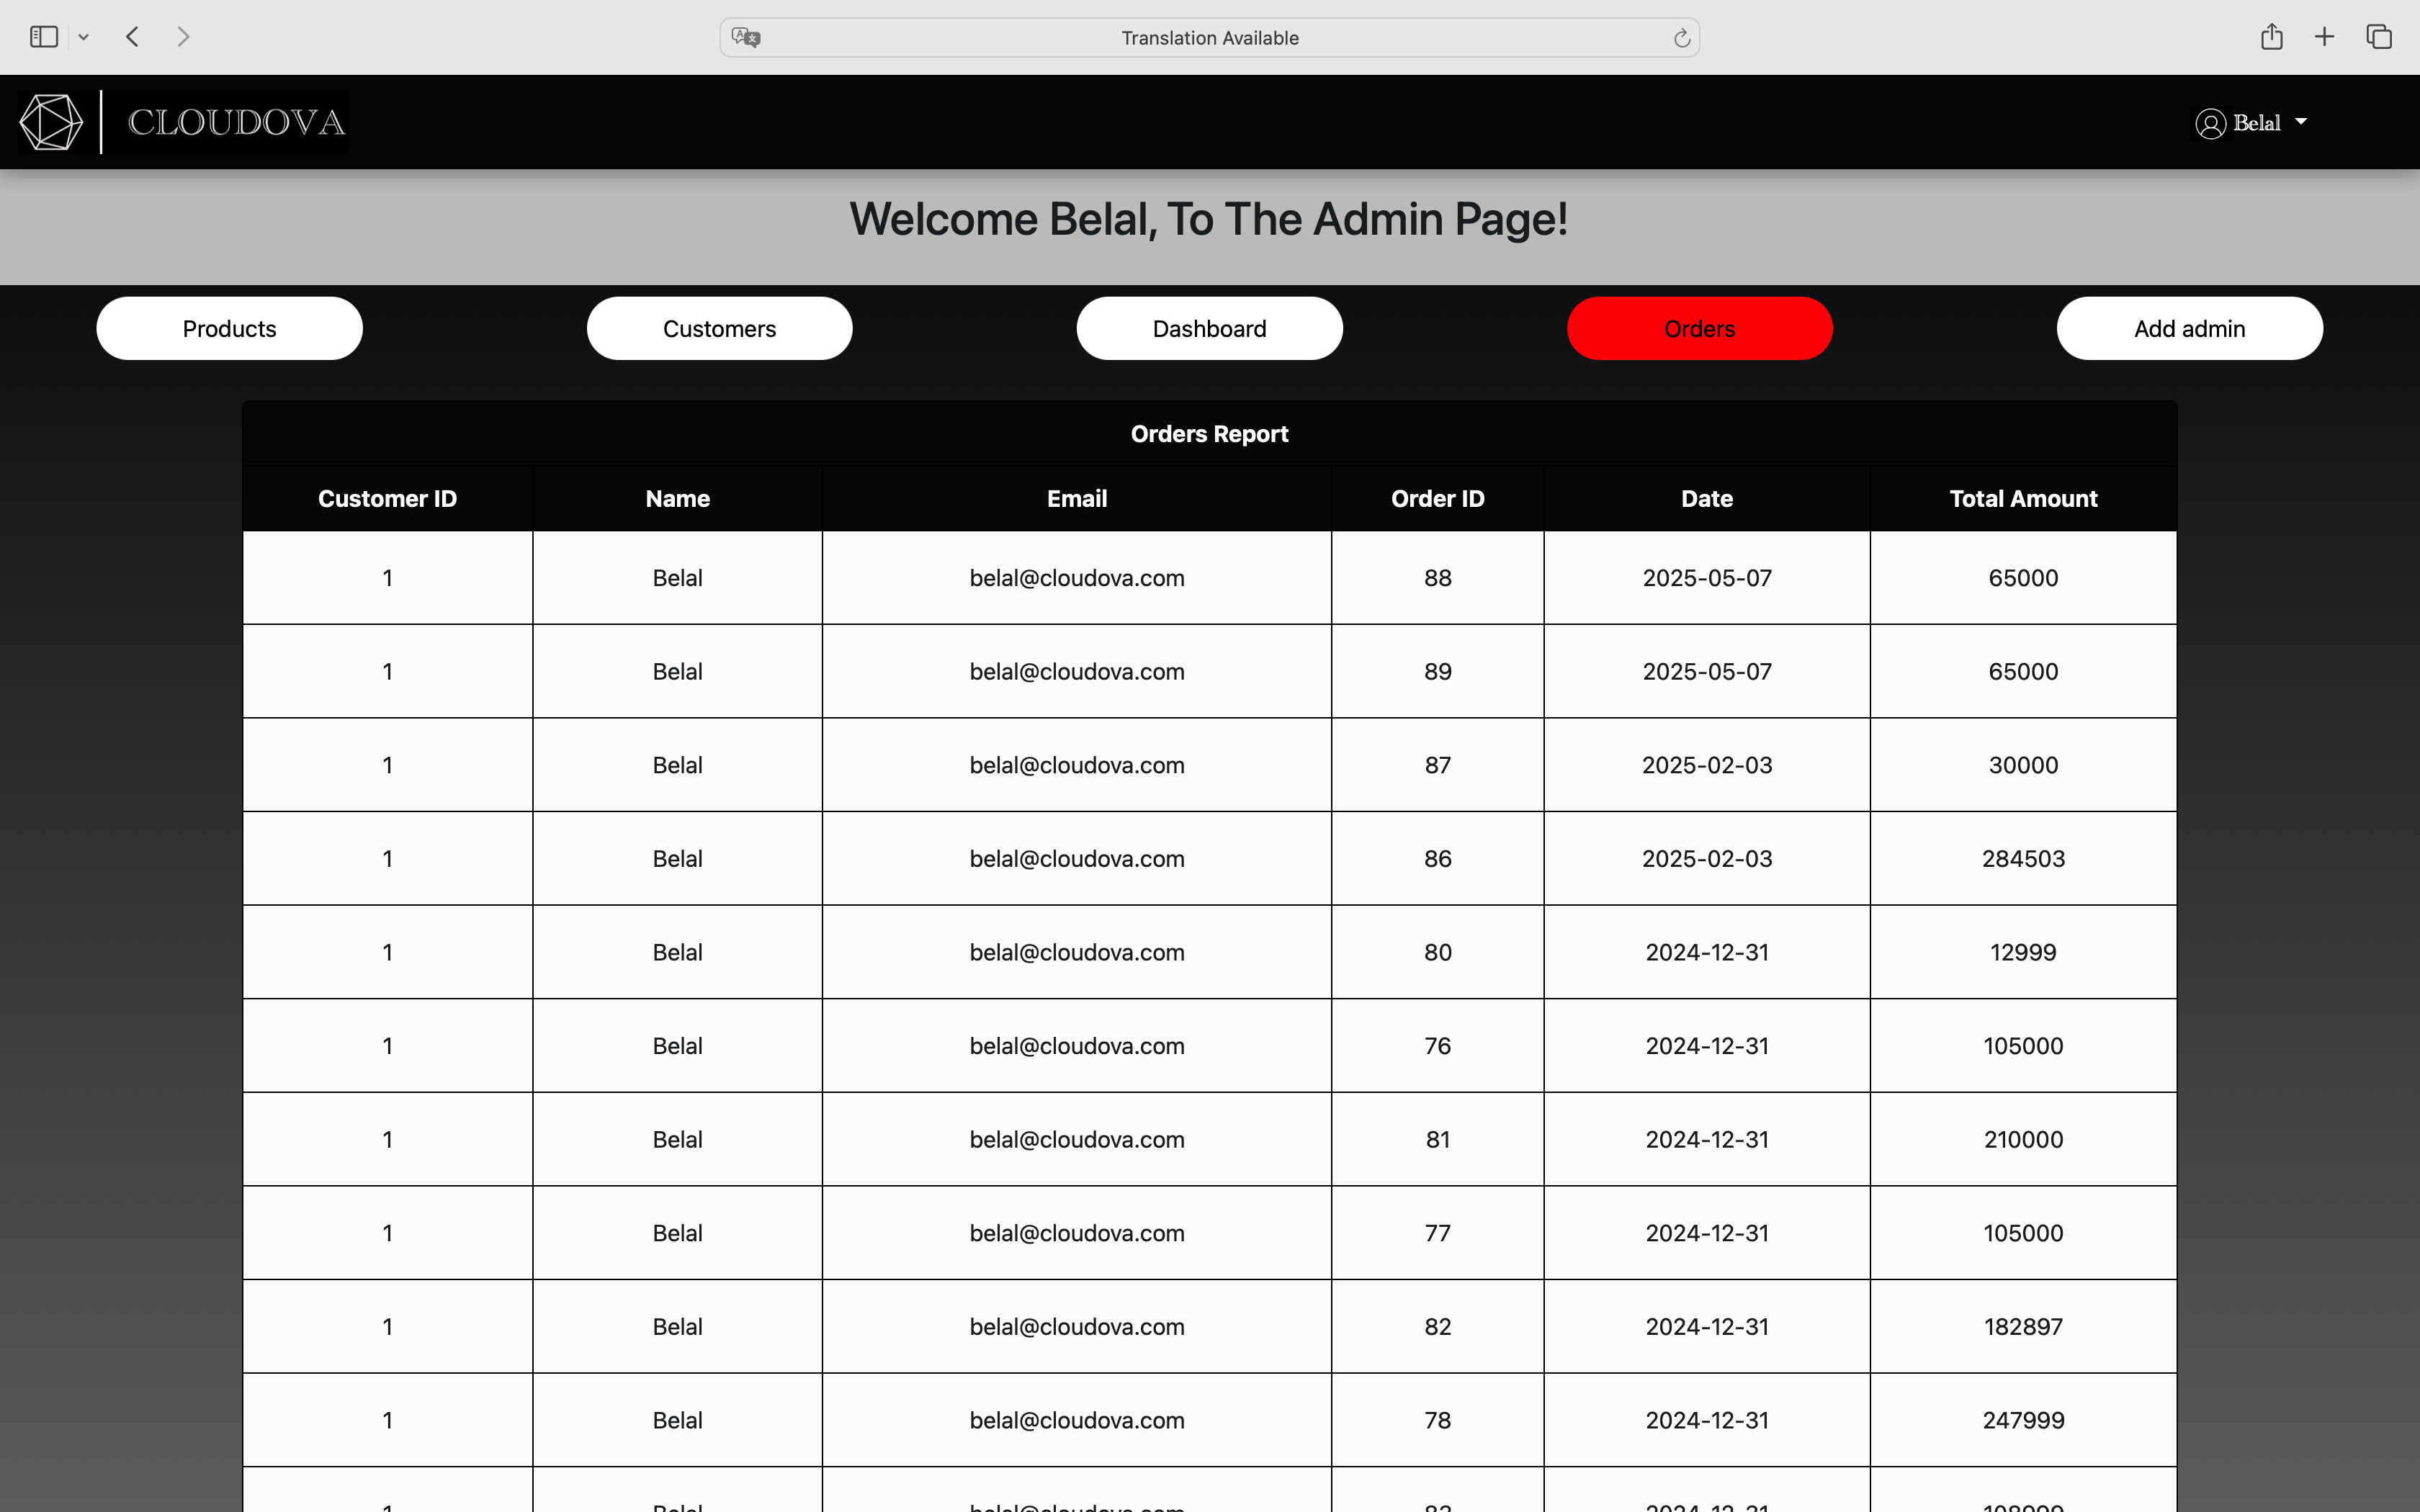 Translation Available
CLOUDOVA
Belal
Welcome Belal, To The Admin Page!
Products Customers Dashboard Orders Add admin
Orders Report
Customer ID Name Email Order ID Date Total Amount
1 Belal belal@cloudova.com 88 2025-05-07 65000
1 Belal belal@cloudova.com 89 2025-05-07 65000
1 Belal belal@cloudova.com 87 2025-02-03 30000
1 Belal belal@cloudova.com 86 2025-02-03 284503
1 Belal belal@cloudova.com 80 2024-12-31 12999
1 Belal belal@cloudova.com 76 2024-12-31 105000
1 Belal belal@cloudova.com 81 2024-12-31 210000
1 Belal belal@cloudova.com 77 2024-12-31 105000
1 Belal belal@cloudova.com 82 2024-12-31 182897
1 Belal belal@cloudova.com 78 2024-12-31 247999